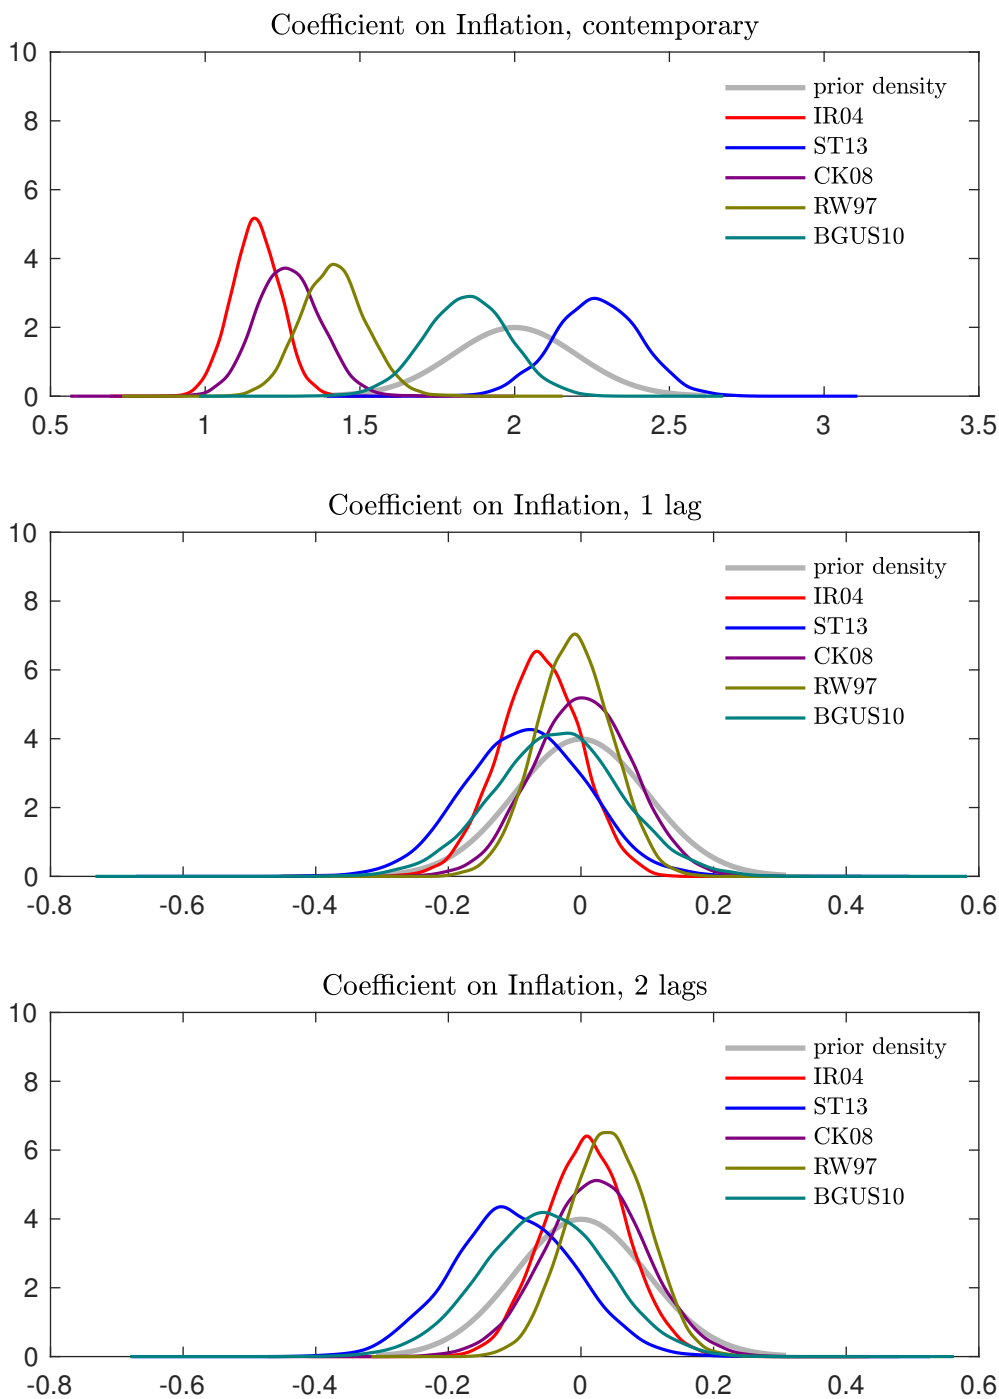 Coefficient on Inflation, contemporary
10
8
6
4
2
0
prior density
IR04
ST13
CK08
RW97
BGUS10
0.5 1 1.5 2 2.5 3 3.5
Coefficient on Inflation, 1 lag
10
8
6
4
2
0
prior density
IR04
ST13
CK08
RW97
BGUS10
-0.8 -0.6 -0.4 -0.2 0 0.2 0.4 0.6
Coefficient on Inflation, 2 lags
10
8
6
4
2
0
prior density
IR04
ST13
CK08
RW97
BGUS10
-0.8 -0.6 -0.4 -0.2 0 0.2 0.4 0.6